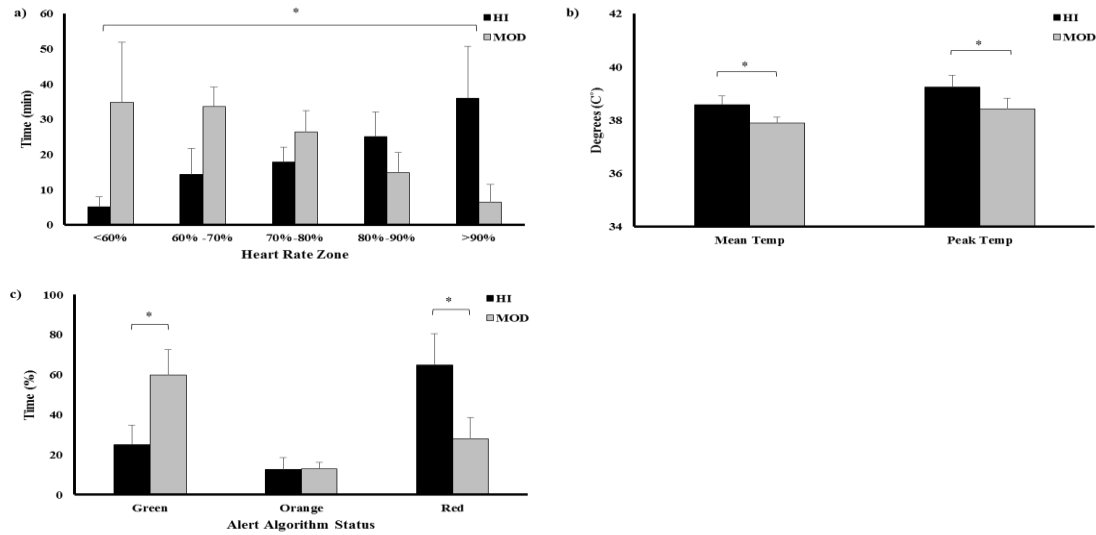 a)
*
HI
MOD
60
50
40
30
20
10
0
Time (min)
<60%
60% -70%
70%-80%
80%-90%
>90%
Heart Rate Zone
b)
42
40
38
36
34
Degrees (C°)
*
*
HI
MOD
Mean Temp
Peak Temp
c)
100
80
60
40
20
0
Time (%)
*
*
HI
MOD
Green
Orange
Red
Alert Algorithm Status